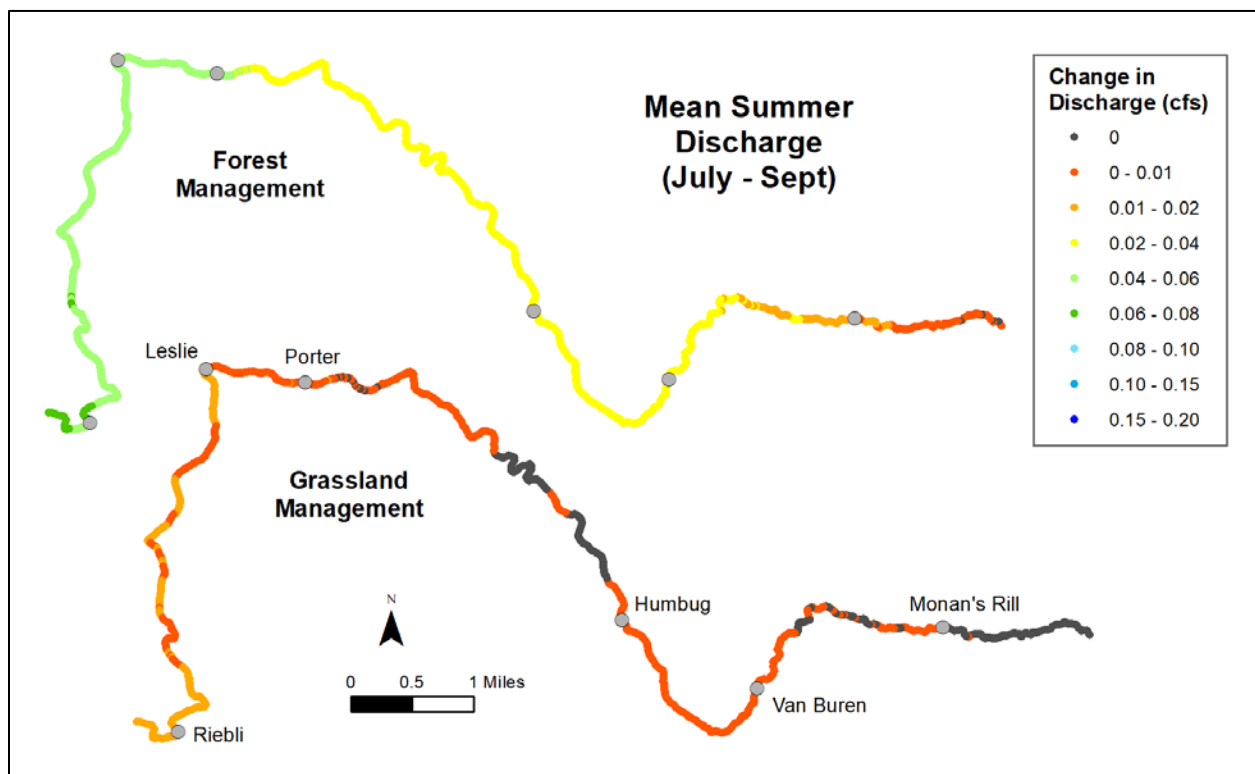 Mean Summer
Discharge
(July - Sept)
Change in
Discharge (cfs)
0
0 - 0.01
0.01 - 0.02
0.02 - 0.04
0.04 - 0.06
0.06 - 0.08
0.08 - 0.10
0.10 - 0.15
0.15 - 0.20
Forest
Management
Leslie
Porter
Grassland
Management
Humbug
Monan's Rill
Van Buren
Riebli
N
0 0.5 1 Miles